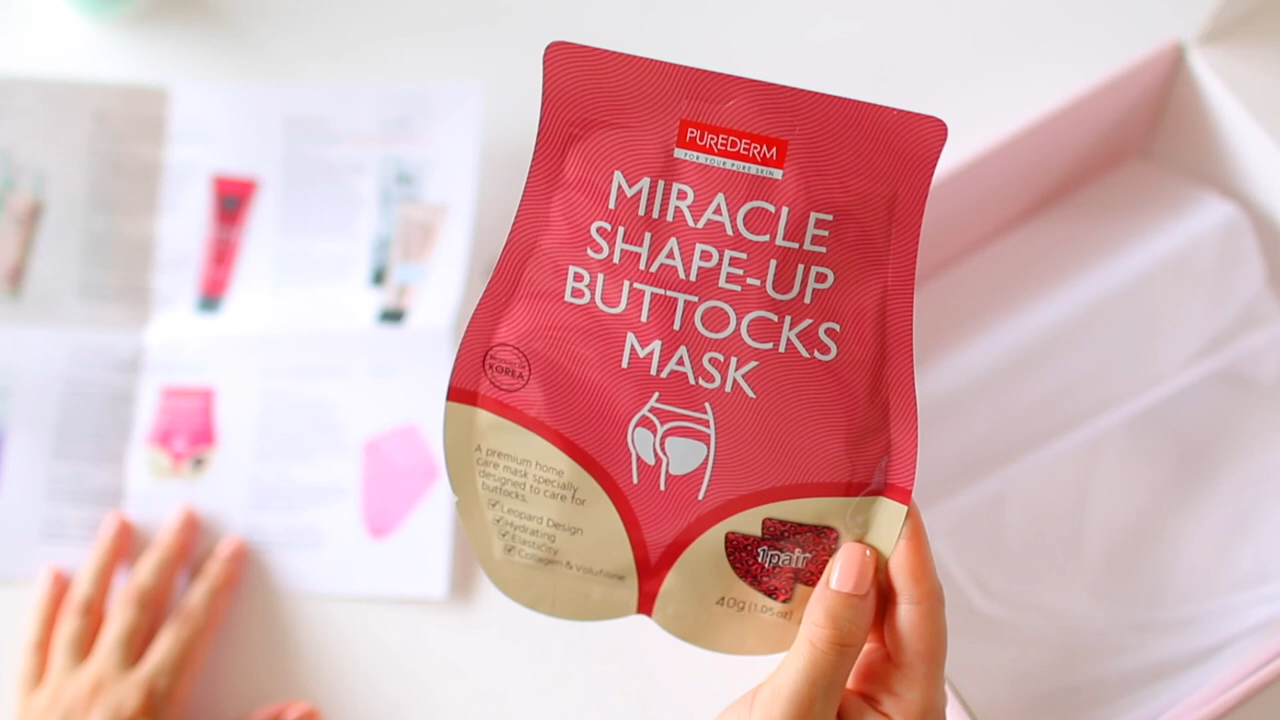 PUREDERM
FOR YOUR PURE SKIN
MIRACLE
SHAPE-UP
BUTTOCKS
MASK
KOREA
A premium home
care mask specially
designed to care for
buttocks.
Leopard Design
Hydrating
Elasticity
Collagen & Volufiline
1pair
40g (1.05oz)